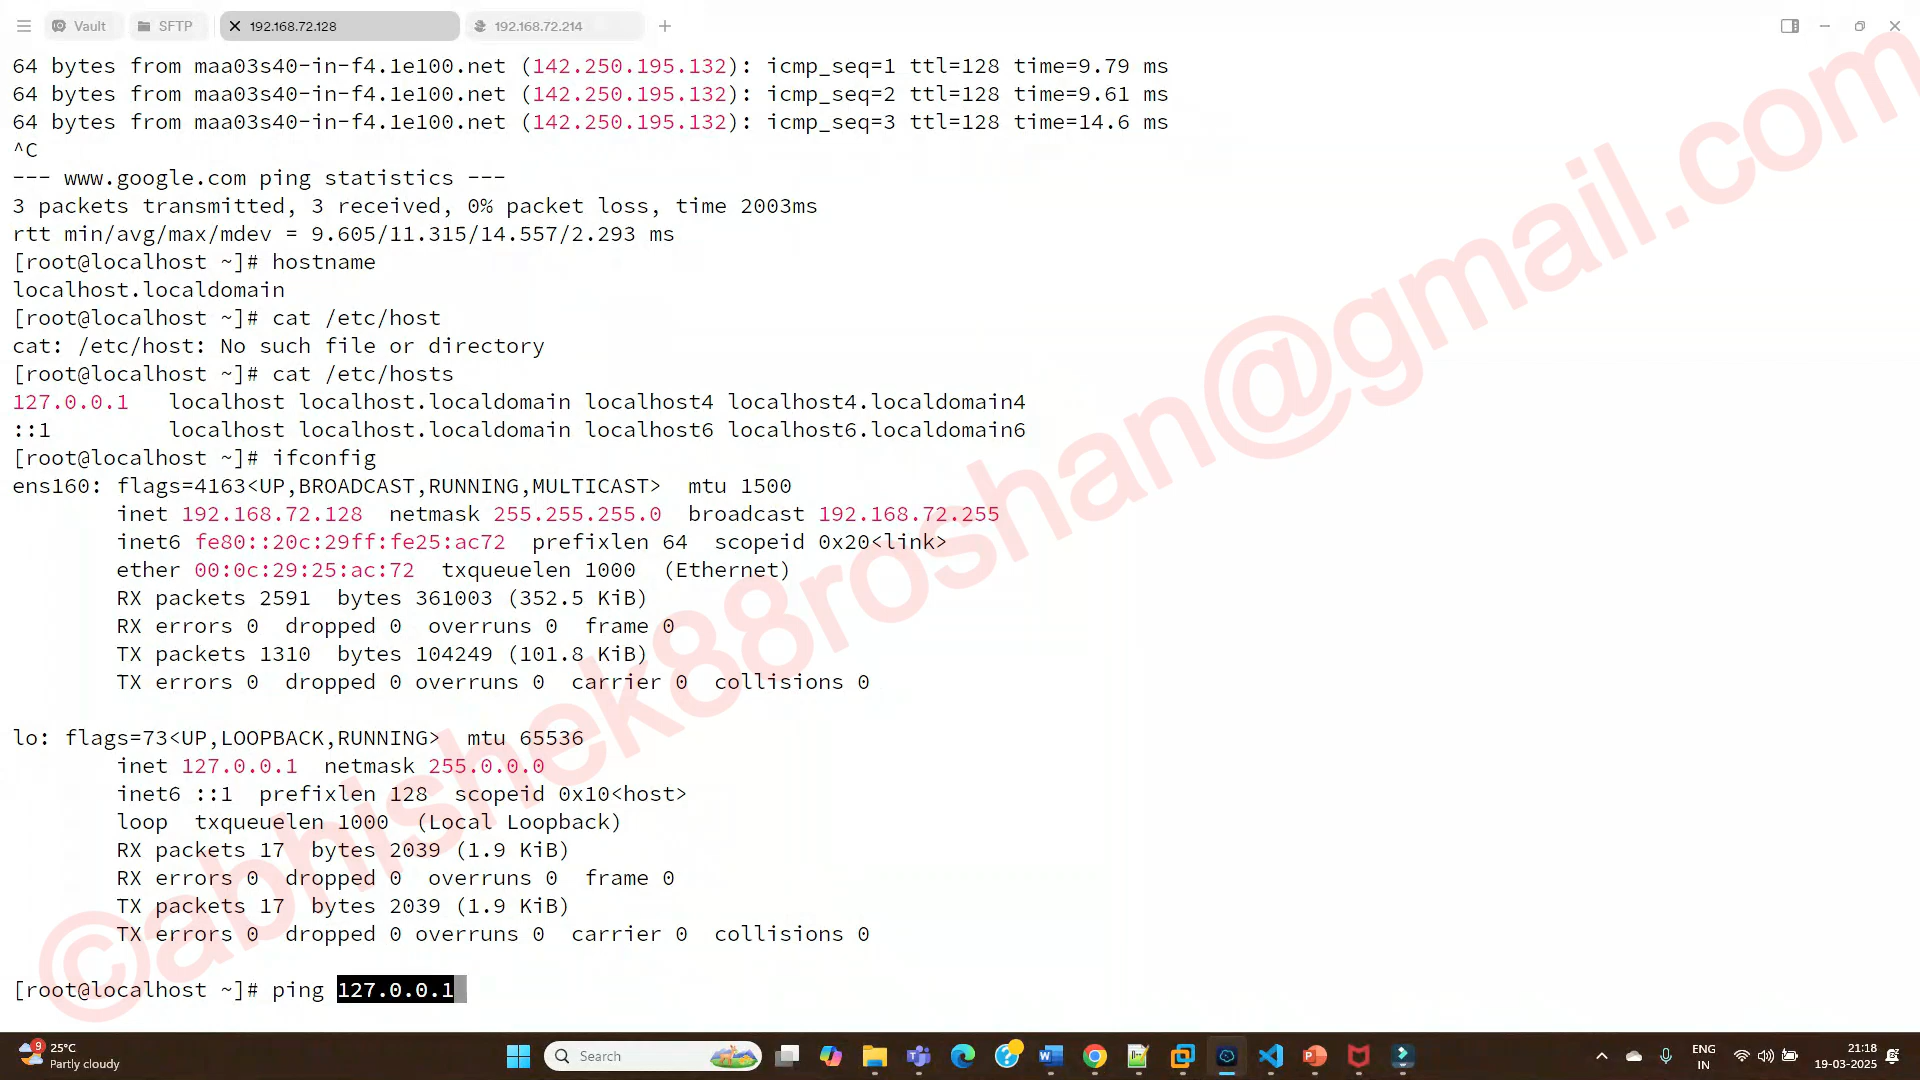 Vault
SFTP
192.168.72.128
192.168.72.214
64 bytes from maa03s40-in-f4.1e100.net (142.250.195.132): icmp_seq=1 ttl=128 time=9.79 ms
64 bytes from maa03s40-in-f4.1e100.net (142.250.195.132): icmp_seq=2 ttl=128 time=9.61 ms
64 bytes from maa03s40-in-f4.1e100.net (142.250.195.132): icmp_seq=3 ttl=128 time=14.6 ms
^C
--- www.google.com ping statistics ---
3 packets transmitted, 3 received, 0% packet loss, time 2003ms
rtt min/avg/max/mdev = 9.605/11.315/14.557/2.293 ms
[root@localhost ~]# hostname
localhost.localdomain
[root@localhost ~]# cat /etc/host
cat: /etc/host: No such file or directory
[root@localhost ~]# cat /etc/hosts
127.0.0.1   localhost localhost.localdomain localhost4 localhost4.localdomain4
::1         localhost localhost.localdomain localhost6 localhost6.localdomain6
[root@localhost ~]# ifconfig
ens160: flags=4163<UP,BROADCAST,RUNNING,MULTICAST>  mtu 1500
        inet 192.168.72.128  netmask 255.255.255.0  broadcast 192.168.72.255
        inet6 fe80::20c:29ff:fe25:ac72  prefixlen 64  scopeid 0x20<link>
        ether 00:0c:29:25:ac:72  txqueuelen 1000  (Ethernet)
        RX packets 2591  bytes 361003 (352.5 KiB)
        RX errors 0  dropped 0  overruns 0  frame 0
        TX packets 1310  bytes 104249 (101.8 KiB)
        TX errors 0  dropped 0 overruns 0  carrier 0  collisions 0
lo: flags=73<UP,LOOPBACK,RUNNING>  mtu 65536
        inet 127.0.0.1  netmask 255.0.0.0
        inet6 ::1  prefixlen 128  scopeid 0x10<host>
        loop  txqueuelen 1000  (Local Loopback)
        RX packets 17  bytes 2039 (1.9 KiB)
        RX errors 0  dropped 0  overruns 0  frame 0
        TX packets 17  bytes 2039 (1.9 KiB)
        TX errors 0  dropped 0 overruns 0  carrier 0  collisions 0
[root@localhost ~]# ping 127.0.0.1
©abhishek88roshan@gmail.com
9
25°C
Partly cloudy
Search
ENG
IN
21:18
19-03-2025